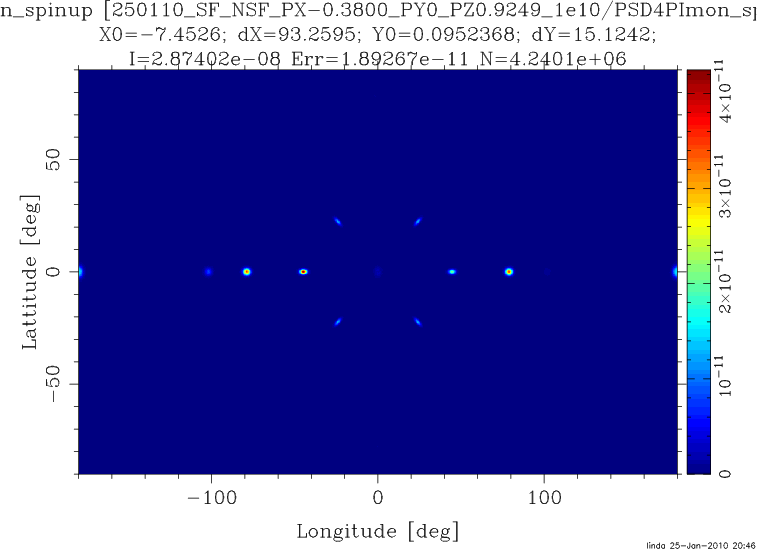 n_spinup [250110_SF_NSF_PX-0.3800_PY0_PZ0.9249_1e10/PSD4PImon_sp
X0=-7.4526; dX=93.2595; Y0=0.0952368; dY=15.1242;
I=2.87402e-08 Err=1.89267e-11 N=4.2401e+06
50
0
-50
Lattitude [deg]
-100 0 100
Longitude [deg]
0
10⁻¹¹
2×10⁻¹¹
3×10⁻¹¹
4×10⁻¹¹
linda 25-Jan-2010 20:46